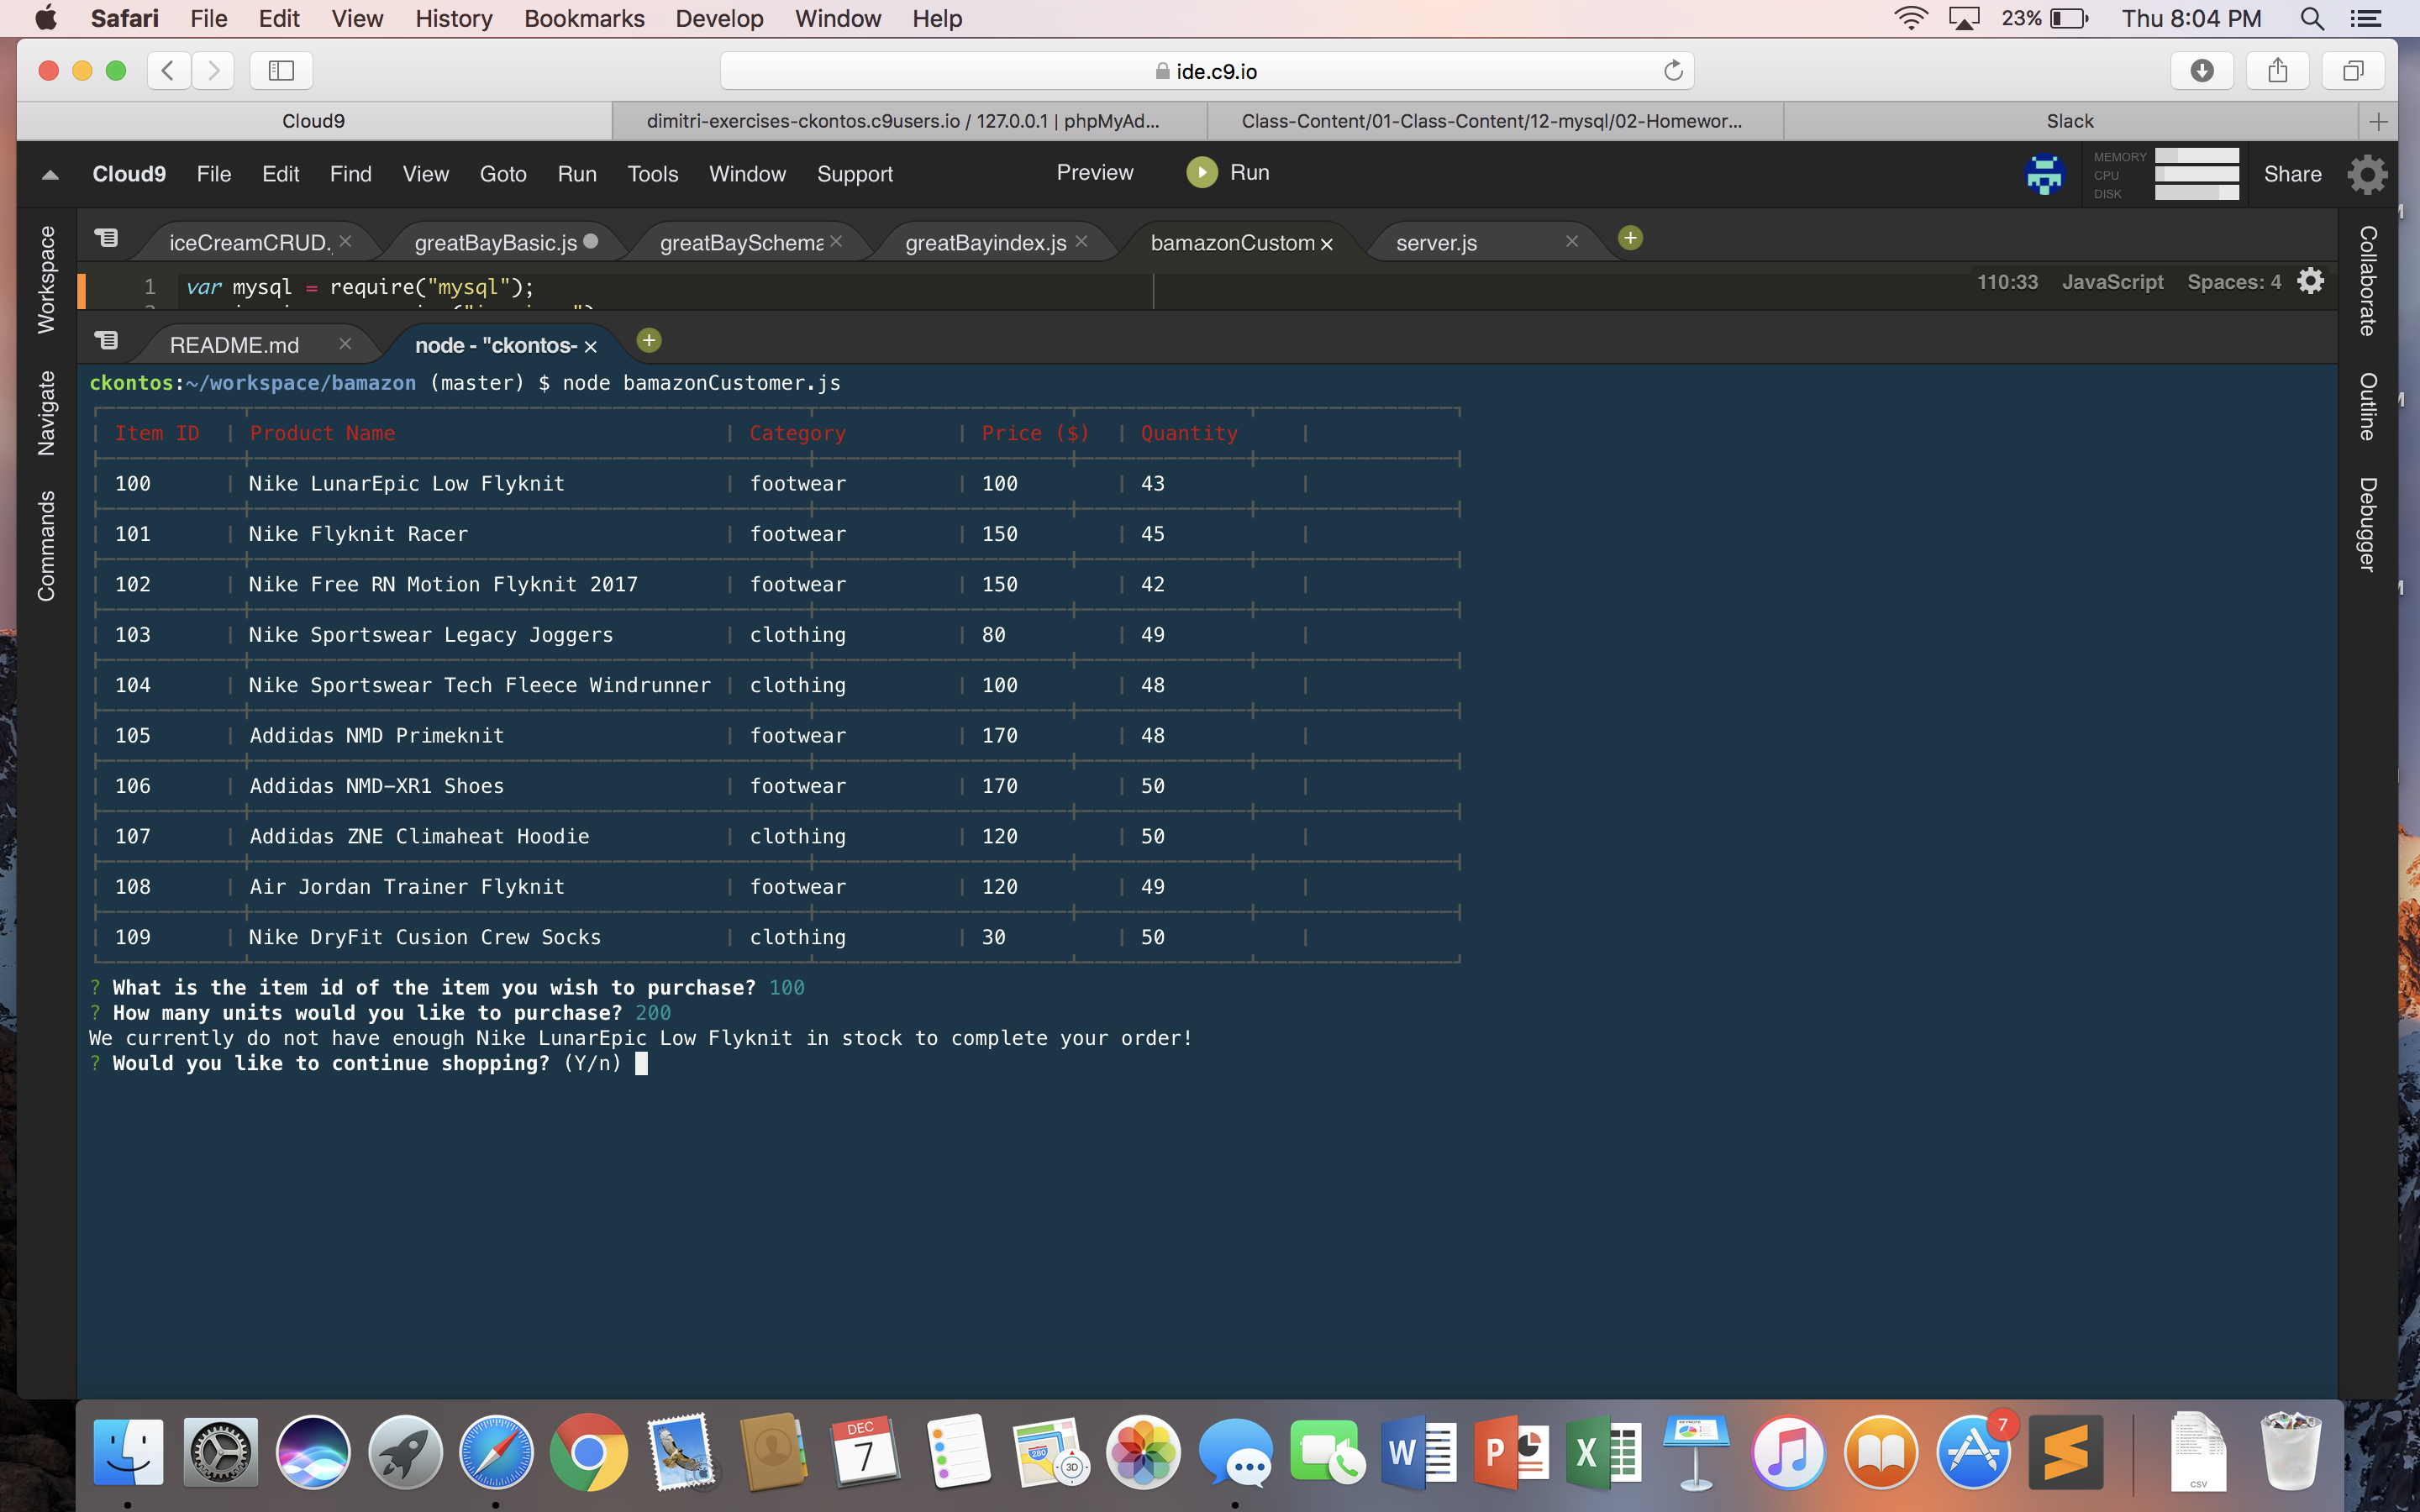 Safari File Edit View History Bookmarks Develop Window Help 23% Thu 8:04 PM
ide.c9.io
Cloud9 dimitri-exercises-ckontos.c9users.io / 127.0.0.1 | phpMyAd... Class-Content/01-Class-Content/12-mysql/02-Homewor... Slack
Cloud9 File Edit Find View Goto Run Tools Window Support Preview Run MEMORY CPU DISK Share
Workspace
Navigate
Commands
Collaborate
Outline
Debugger
iceCreamCRUD. greatBayBasic.js greatBaySchema greatBayindex.js bamazonCustom server.js
1 var mysql = require("mysql");
110:33 JavaScript Spaces: 4
README.md node - "ckontos-
ckontos:~/workspace/bamazon (master) $ node bamazonCustomer.js
Item ID | Product Name | Category | Price ($) | Quantity |
100 | Nike LunarEpic Low Flyknit | footwear | 100 | 43 |
101 | Nike Flyknit Racer | footwear | 150 | 45 |
102 | Nike Free RN Motion Flyknit 2017 | footwear | 150 | 42 |
103 | Nike Sportswear Legacy Joggers | clothing | 80 | 49 |
104 | Nike Sportswear Tech Fleece Windrunner | clothing | 100 | 48 |
105 | Addidas NMD Primeknit | footwear | 170 | 48 |
106 | Addidas NMD-XR1 Shoes | footwear | 170 | 50 |
107 | Addidas ZNE Climaheat Hoodie | clothing | 120 | 50 |
108 | Air Jordan Trainer Flyknit | footwear | 120 | 49 |
109 | Nike DryFit Cusion Crew Socks | clothing | 30 | 50 |
? What is the item id of the item you wish to purchase? 100
? How many units would you like to purchase? 200
We currently do not have enough Nike LunarEpic Low Flyknit in stock to complete your order!
? Would you like to continue shopping? (Y/n)
DEC
7
280
3D
W
P
X
7
CSV